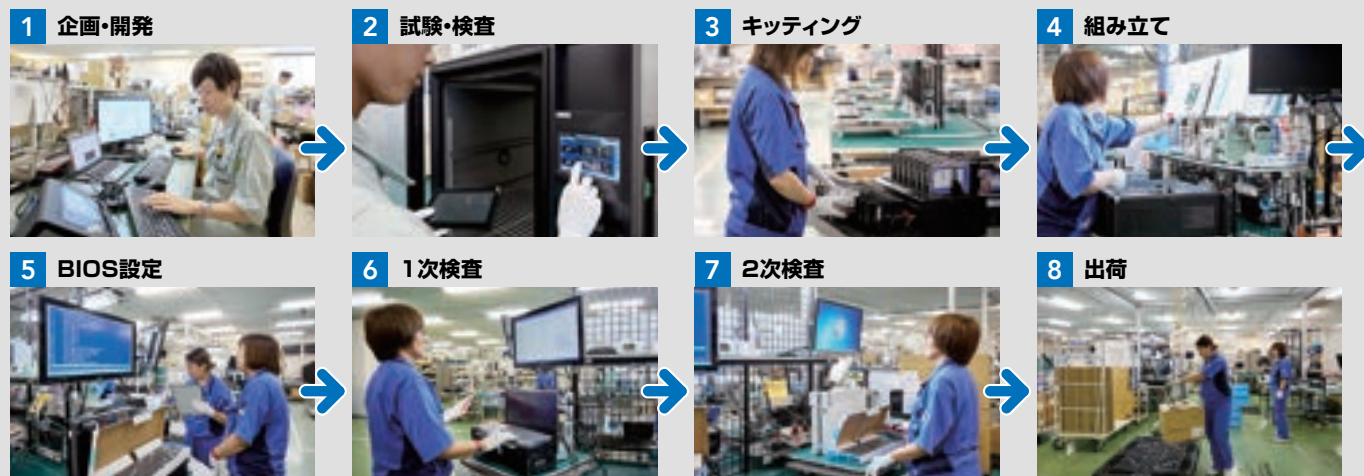 1 企画・開発
2 試験・検査
3 キッティング
4 組み立て
5 BIOS設定
6 1次検査
7 2次検査
8 出荷